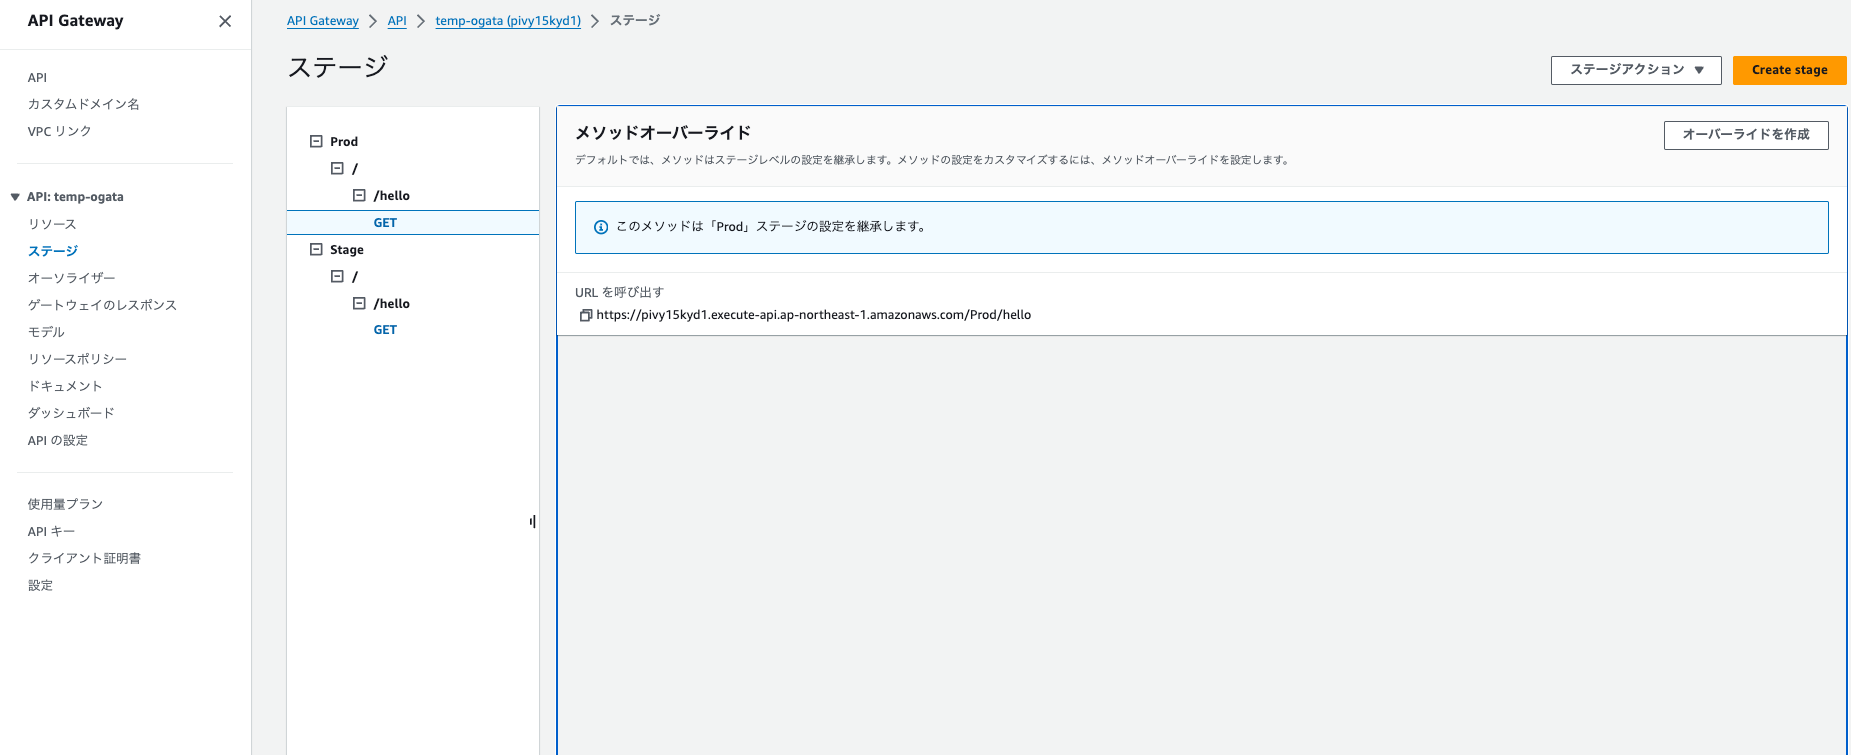 API Gateway
API
カスタムドメイン名
VPC リンク
API: temp-ogata
リソース
ステージ
オーソライザー
ゲートウェイのレスポンス
モデル
リソースポリシー
ドキュメント
ダッシュボード
API の設定
使用量プラン
API キー
クライアント証明書
設定
API Gateway API temp-ogata (pivy15kyd1) ステージ
ステージ
ステージアクション
Create stage
Prod
/
/hello
GET
Stage
/
/hello
GET
メソッドオーバーライド
オーバーライドを作成
デフォルトでは、メソッドはステージレベルの設定を継承します。メソッドの設定をカスタマイズするには、メソッドオーバーライドを設定します。
このメソッドは「Prod」ステージの設定を継承します。
URL を呼び出す
https://pivy15kyd1.execute-api.ap-northeast-1.amazonaws.com/Prod/hello